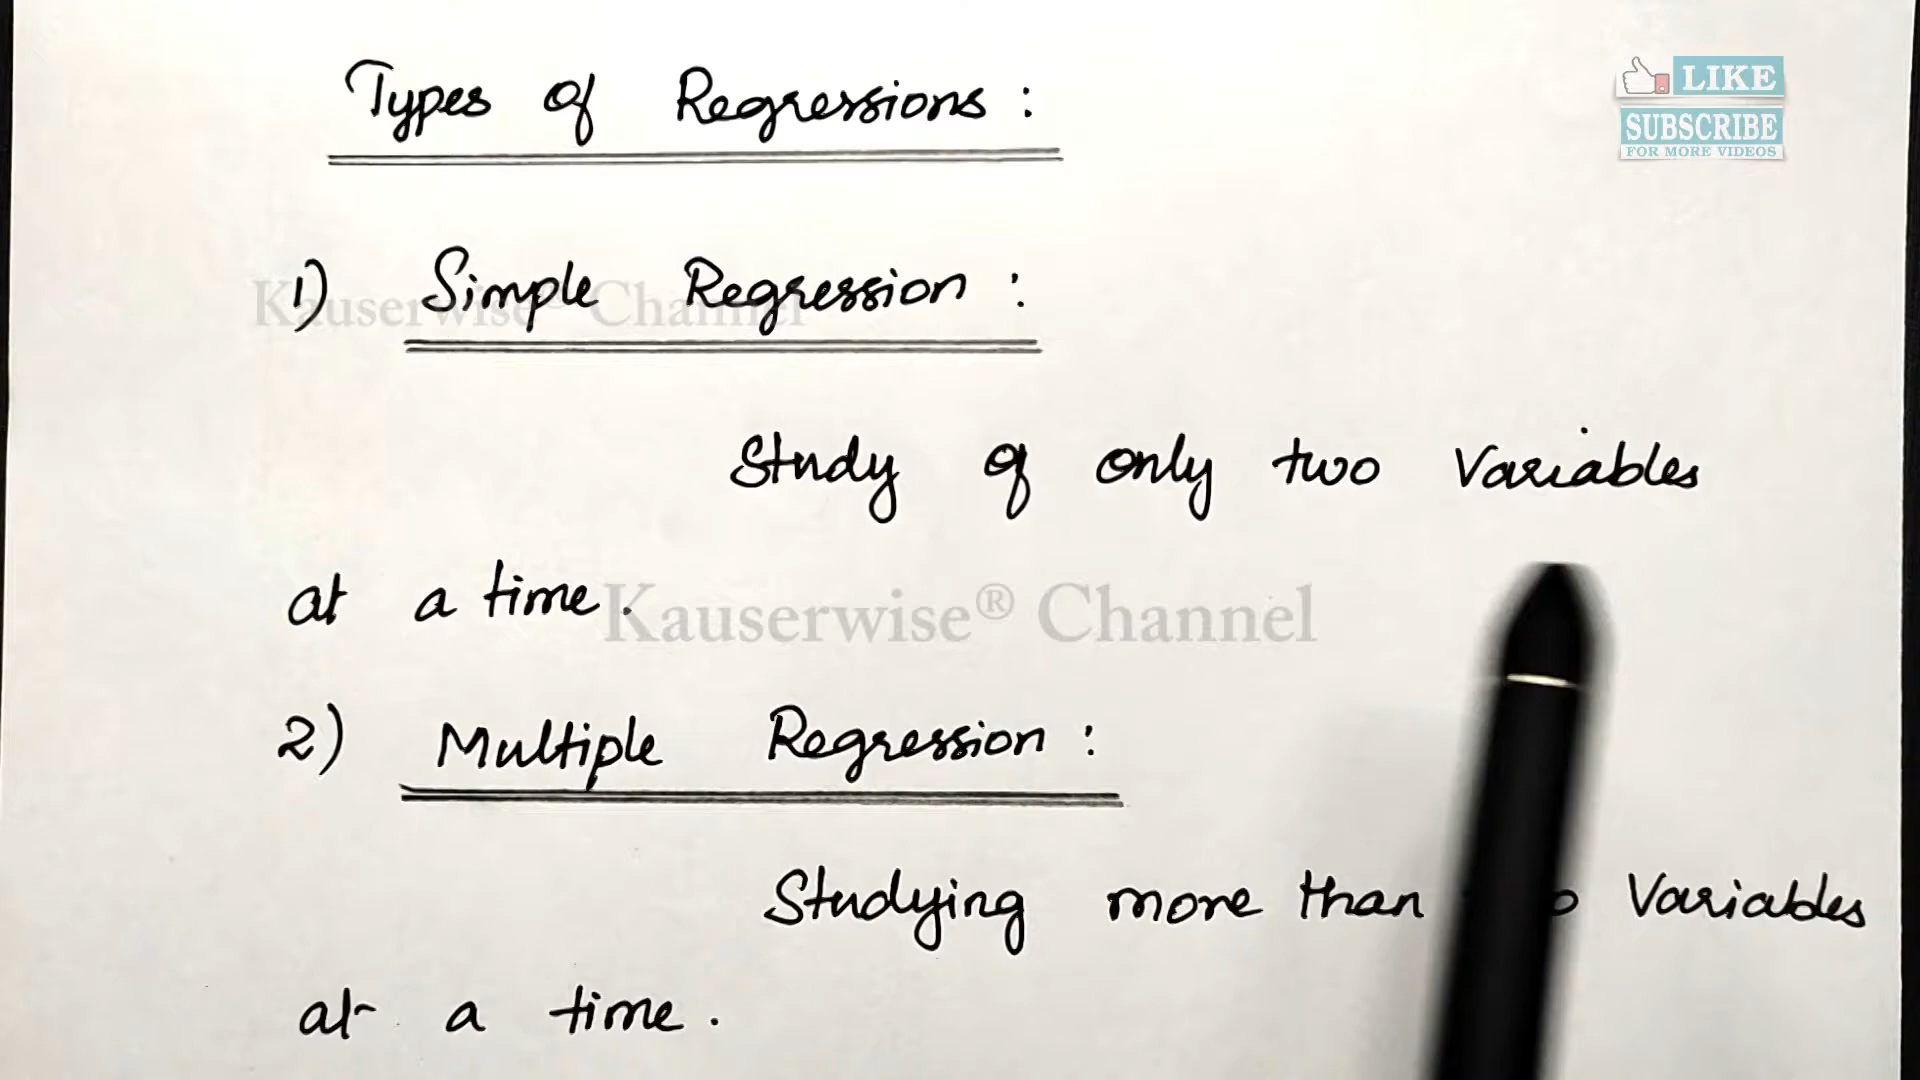 Types of Regressions :
LIKE
SUBSCRIBE
FOR MORE VIDEOS
1) Simple Regression :
Kauserwise® Channel
Study of only two Variables
at a time.
Kauserwise® Channel
2) Multiple Regression :
Studying more than Variables
at a time.